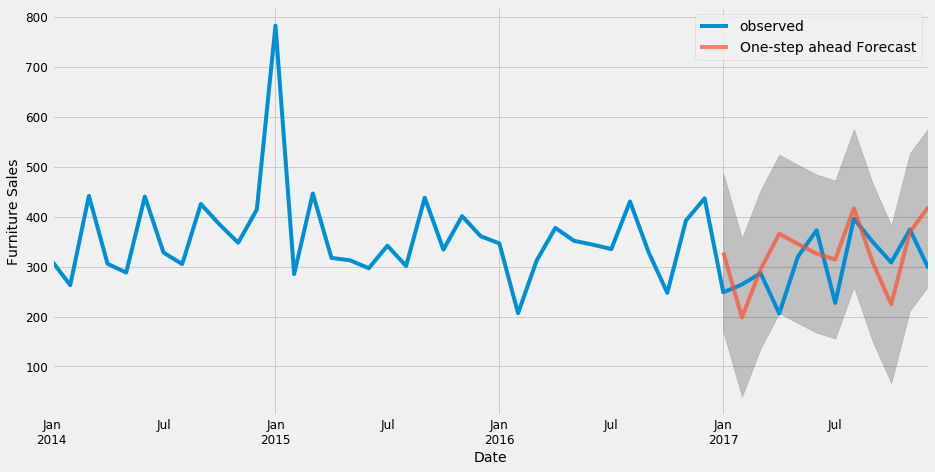 800
700
600
500
400
300
200
100
Furniture Sales
observed
One-step ahead Forecast
Jan
2014
Jul
Jan
2015
Jul
Jan
2016
Jul
Jan
2017
Jul
Date